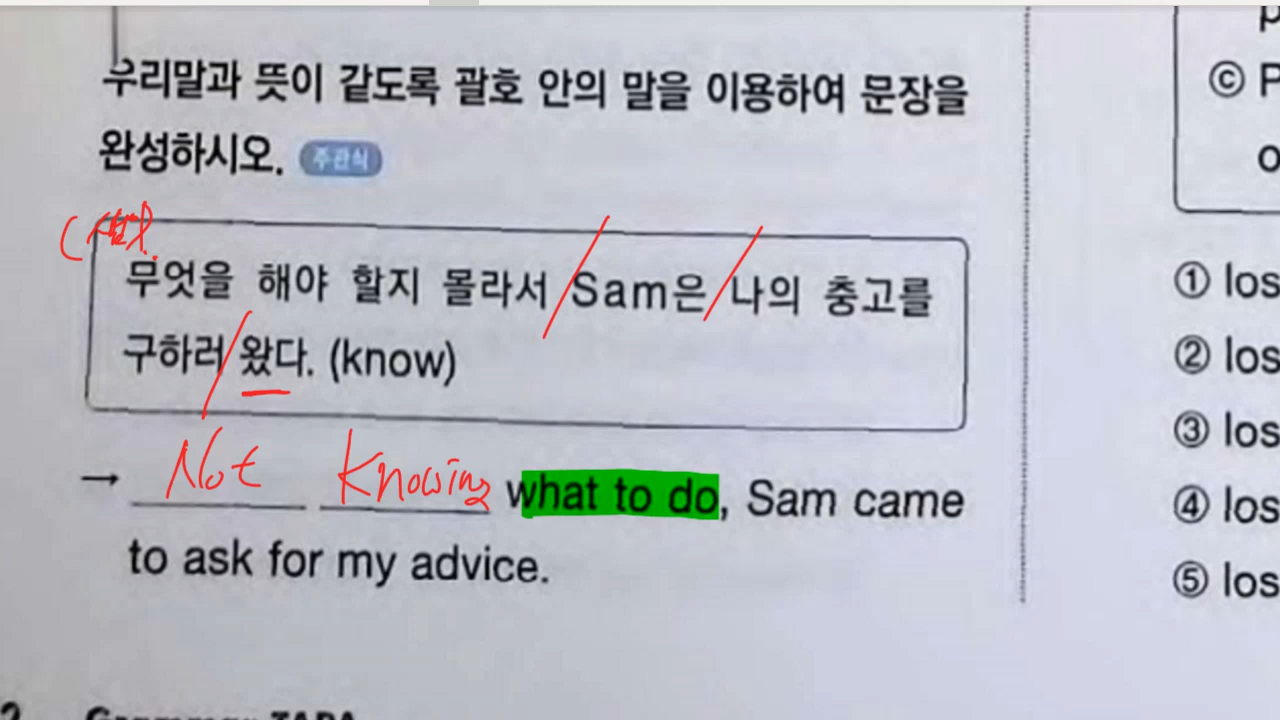 우리말과 뜻이 같도록 괄호 안의 말을 이용하여 문장을
완성하시오. 주관식
무엇을 해야 할지 몰라서 / Sam은 / 나의 충고를
구하러 / 왔다. (know)
→ Not Knowing what to do, Sam came
to ask for my advice.
© P
o
① los
② los
③ los
④ los
⑤ los